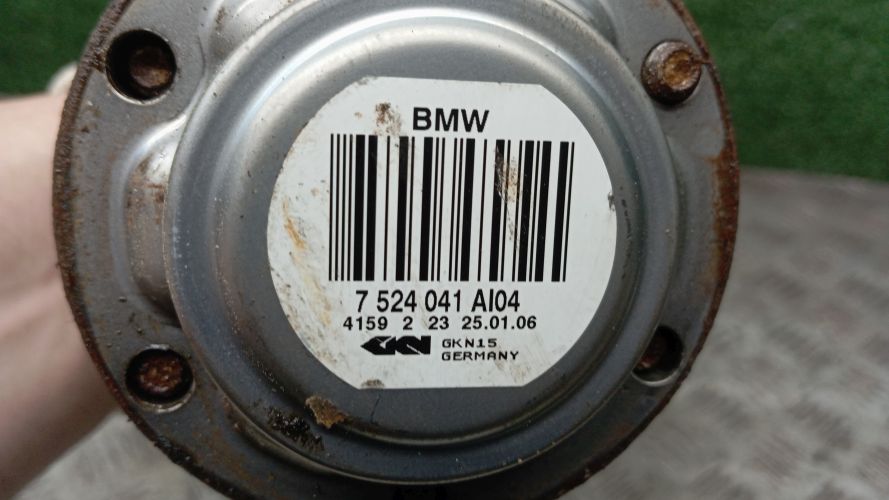 BMW
7 524 041 AI04
4159 2 23 25.01.06
GKN GKN15
GERMANY